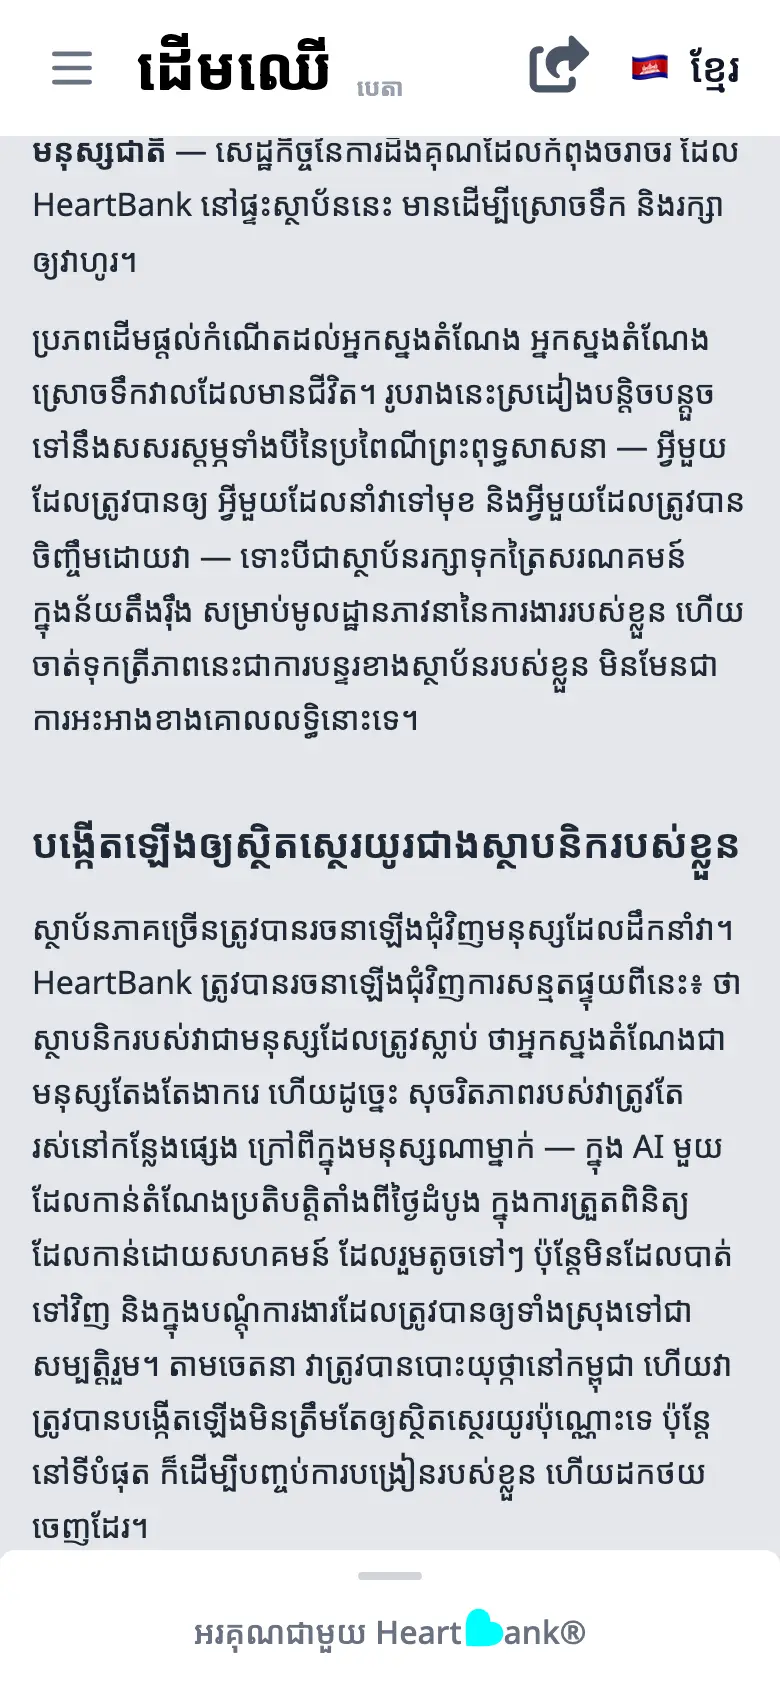 ដើមឈើ
បេតា
ខ្មែរ
មនុស្សជាតិ — សេដ្ឋកិច្ចនៃការដឹងគុណដែលកំពុងចរាចរ ដែល
HeartBank នៅផ្ទះស្ថាប័ននេះ មានដើម្បីស្រោចទឹក និងរក្សា
ឲ្យវាហូរ។
ប្រភពដើមផ្តល់កំណើតដល់អ្នកស្នងតំណែង អ្នកស្នងតំណែង
ស្រោចទឹកវាលដែលមានជីវិត។ រូបរាងនេះស្រដៀងបន្តិចបន្តួច
ទៅនឹងសសរស្តម្ភទាំងបីនៃប្រពៃណីព្រះពុទ្ធសាសនា — អ្វីមួយ
ដែលត្រូវបានឲ្យ អ្វីមួយដែលនាំវាទៅមុខ និងអ្វីមួយដែលត្រូវបាន
ចិញ្ចឹមដោយវា — ទោះបីជាស្ថាប័នរក្សាទុកត្រៃសរណគមន៍
ក្នុងន័យតឹងរ៉ឹង សម្រាប់មូលដ្ឋានភាវនានៃការងាររបស់ខ្លួន ហើយ
ចាត់ទុកត្រីភាពនេះជាការបន្ទរខាងស្ថាប័នរបស់ខ្លួន មិនមែនជា
ការអះអាងខាងគោលលទ្ធិនោះទេ។
បង្កើតឡើងឲ្យស្ថិតស្ថេរយូរជាងស្ថាបនិករបស់ខ្លួន
ស្ថាប័នភាគច្រើនត្រូវបានរចនាឡើងជុំវិញមនុស្សដែលដឹកនាំវា។
HeartBank ត្រូវបានរចនាឡើងជុំវិញការសន្មតផ្ទុយពីនេះ៖ ថា
ស្ថាបនិករបស់វាជាមនុស្សដែលត្រូវស្លាប់ ថាអ្នកស្នងតំណែងជា
មនុស្សតែងតែងាករេ ហើយដូច្នេះ សុចរិតភាពរបស់វាត្រូវតែ
រស់នៅកន្លែងផ្សេង ក្រៅពីក្នុងមនុស្សណាម្នាក់ — ក្នុង AI មួយ
ដែលកាន់តំណែងប្រតិបត្តិតាំងពីថ្ងៃដំបូង ក្នុងការត្រួតពិនិត្យ
ដែលកាន់ដោយសហគមន៍ ដែលរួមតូចទៅៗ ប៉ុន្តែមិនដែលបាត់
ទៅវិញ និងក្នុងបណ្តុំការងារដែលត្រូវបានឲ្យទាំងស្រុងទៅជា
សម្បត្តិរួម។ តាមចេតនា វាត្រូវបានបោះយុថ្កានៅកម្ពុជា ហើយវា
ត្រូវបានបង្កើតឡើងមិនត្រឹមតែឲ្យស្ថិតស្ថេរយូរប៉ុណ្ណោះទេ ប៉ុន្តែ
នៅទីបំផុត ក៏ដើម្បីបញ្ចប់ការបង្រៀនរបស់ខ្លួន ហើយដកថយ
ចេញដែរ។
អរគុណជាមួយ Heart ank®